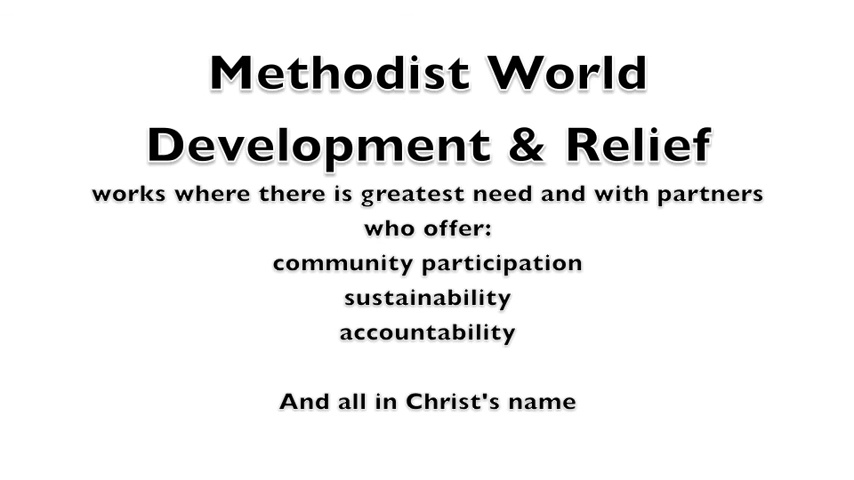 Methodist World
Development & Relief
works where there is greatest need and with partners
who offer:
community participation
sustainability
accountability
And all in Christ's name